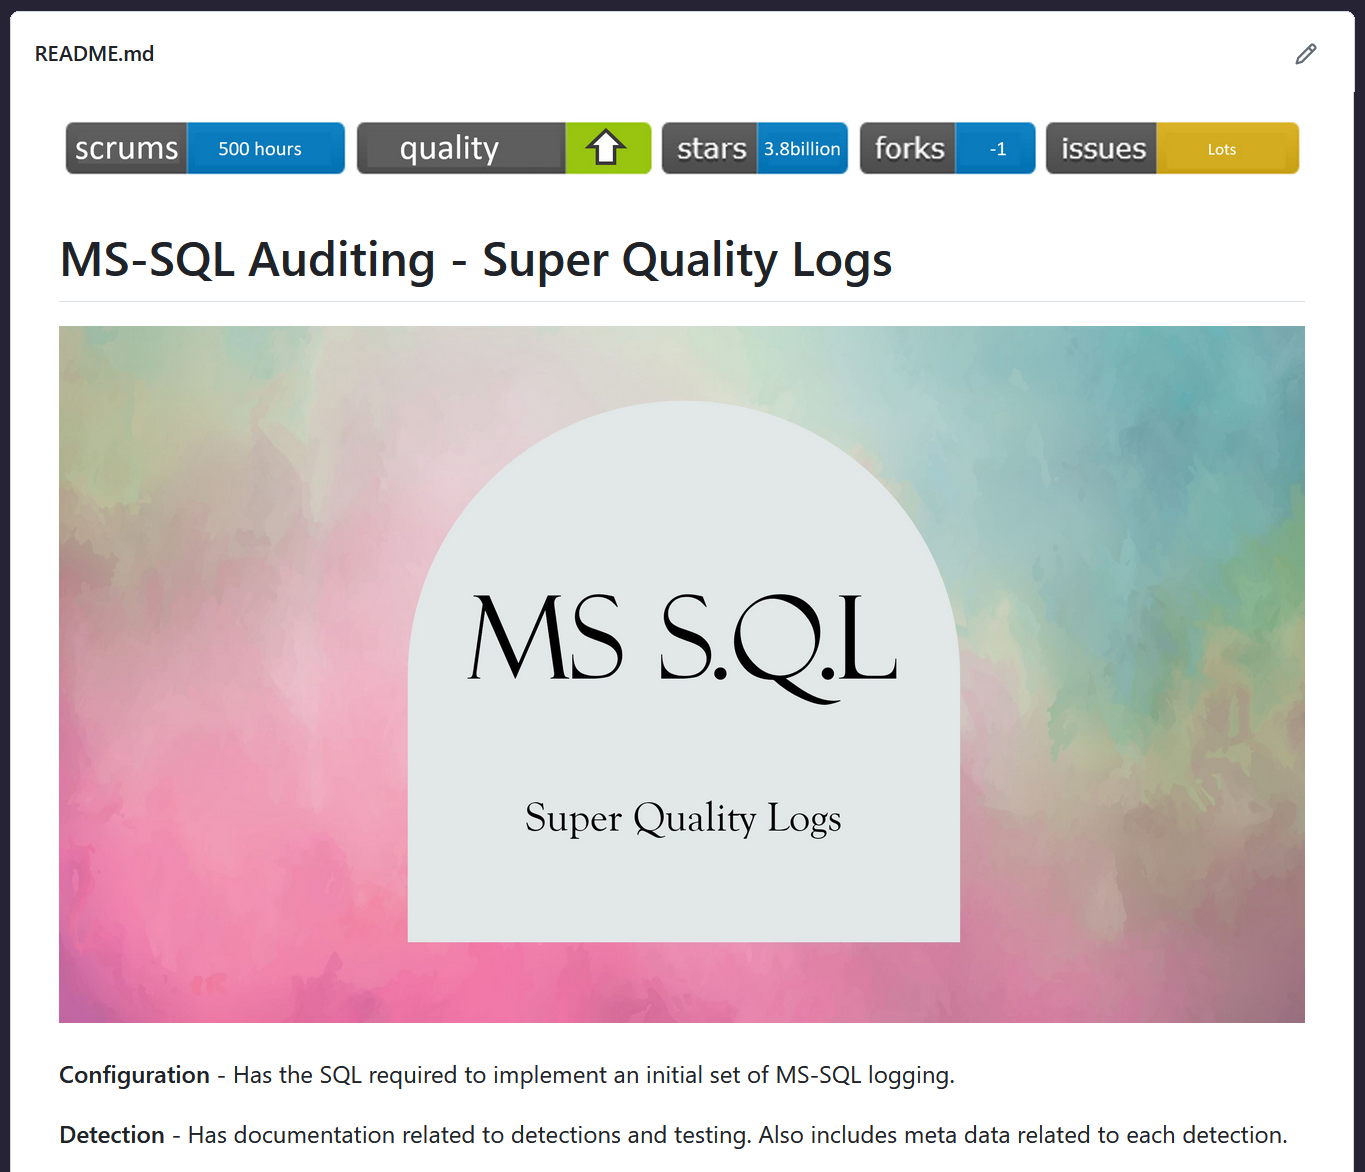 README.md
scrums 500 hours quality stars 3.8billion forks -1 issues Lots
MS-SQL Auditing - Super Quality Logs
MS S.Q.L
Super Quality Logs
Configuration - Has the SQL required to implement an initial set of MS-SQL logging.
Detection - Has documentation related to detections and testing. Also includes meta data related to each detection.